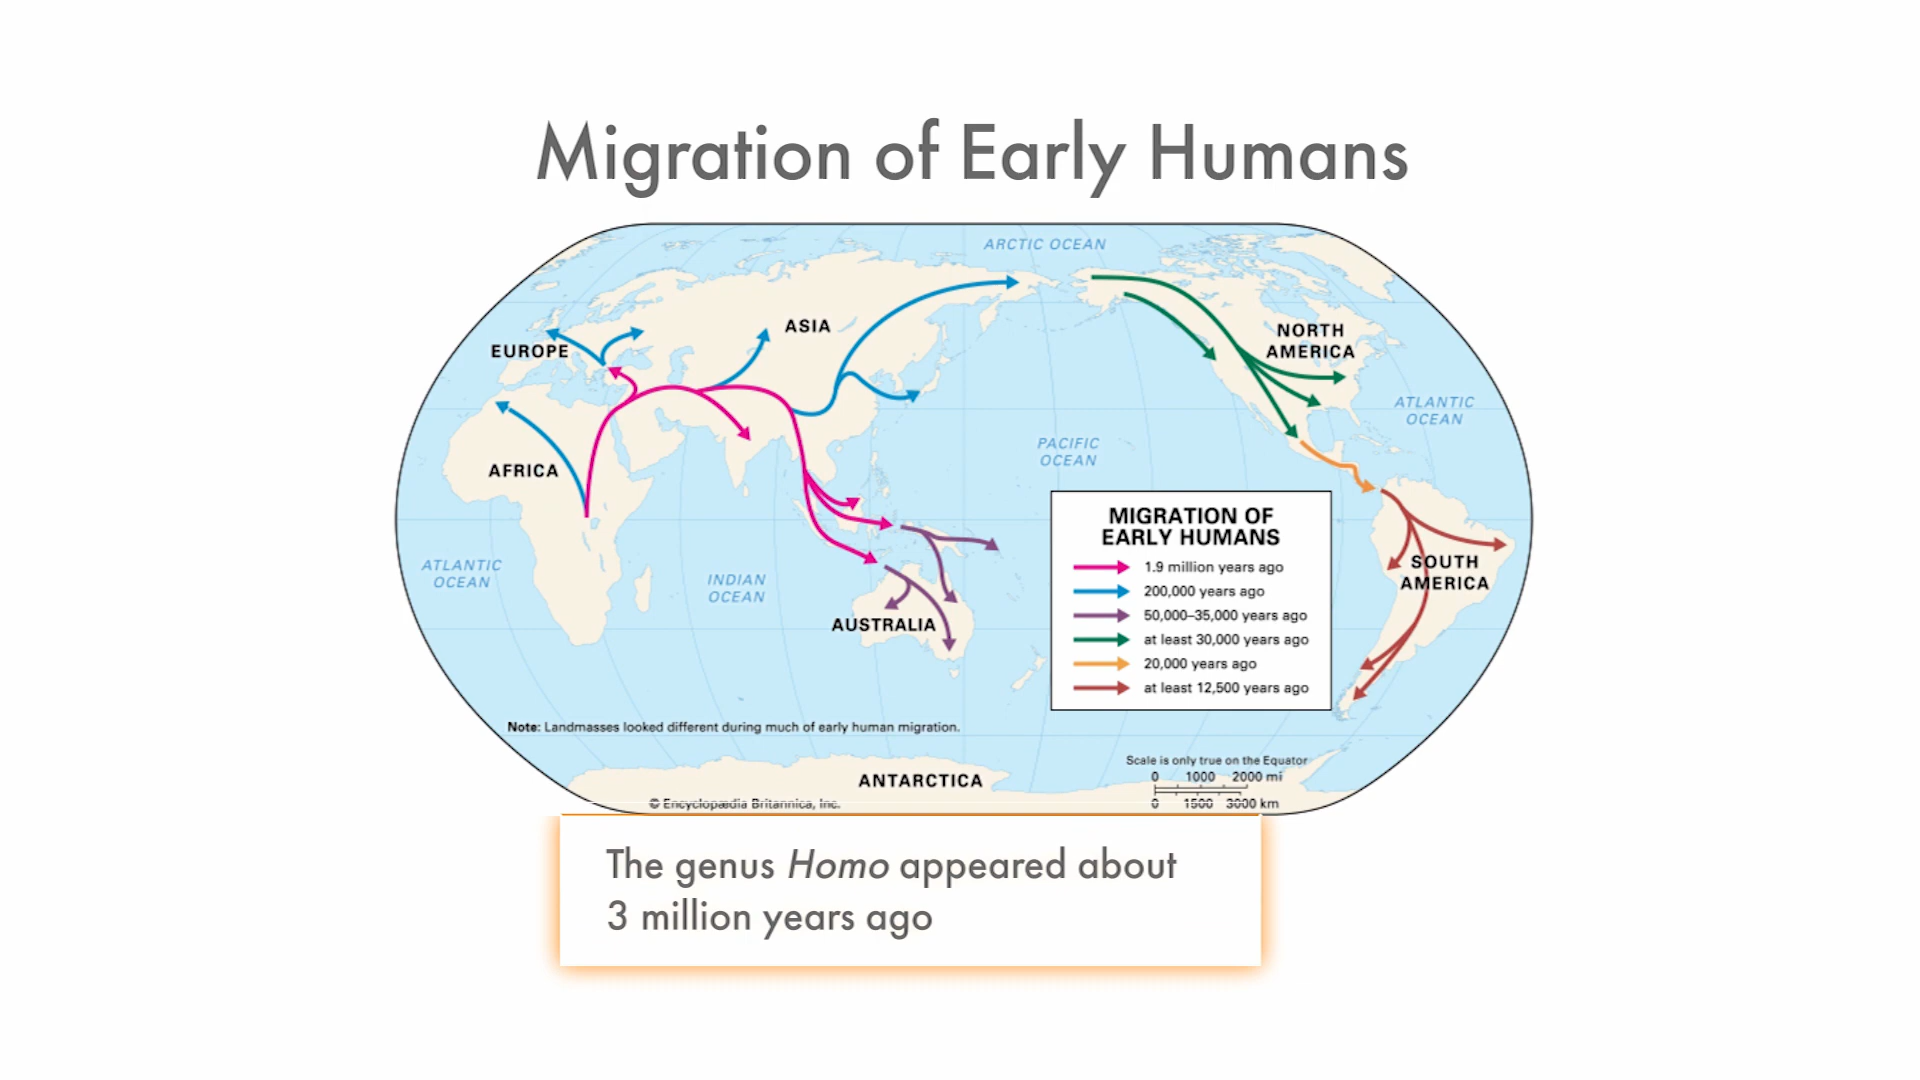 Migration of Early Humans
ARCTIC OCEAN
ASIA
NORTH
AMERICA
EUROPE
ATLANTIC
OCEAN
PACIFIC
OCEAN
AFRICA
MIGRATION OF
EARLY HUMANS
1.9 million years ago
200,000 years ago
50,000–35,000 years ago
at least 30,000 years ago
20,000 years ago
at least 12,500 years ago
SOUTH
AMERICA
ATLANTIC
OCEAN
INDIAN
OCEAN
AUSTRALIA
Note: Landmasses looked different during much of early human migration.
Scale is only true on the Equator
0 1000 2000 mi
0 1500 3000 km
ANTARCTICA
© Encyclopædia Britannica, Inc.
The genus Homo appeared about
3 million years ago